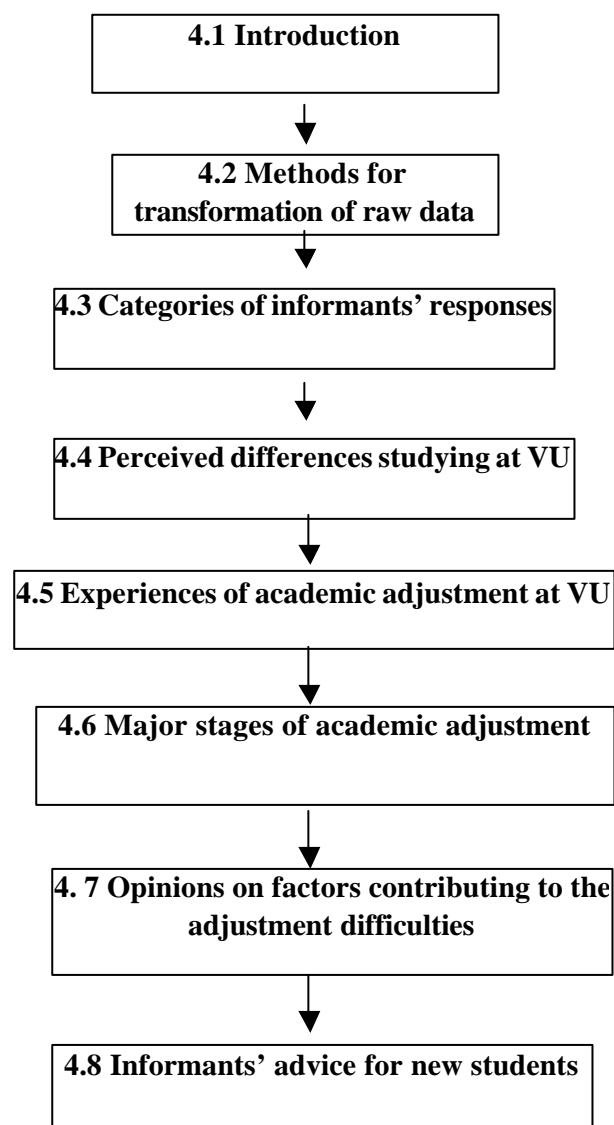 4.1 Introduction
4.2 Methods for
transformation of raw data
4.3 Categories of informants’ responses
4.4 Perceived differences studying at VU
4.5 Experiences of academic adjustment at VU
4.6 Major stages of academic adjustment
4. 7 Opinions on factors contributing to the
adjustment difficulties
4.8 Informants’ advice for new students